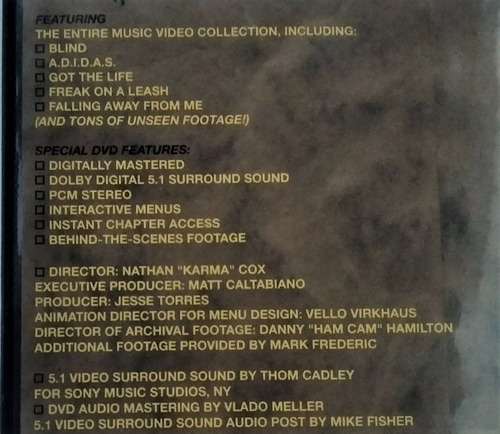 FEATURING
THE ENTIRE MUSIC VIDEO COLLECTION, INCLUDING:
☐ BLIND
☐ A.D.I.D.A.S.
☐ GOT THE LIFE
☐ FREAK ON A LEASH
☐ FALLING AWAY FROM ME
(AND TONS OF UNSEEN FOOTAGE!)
SPECIAL DVD FEATURES:
☐ DIGITALLY MASTERED
☐ DOLBY DIGITAL 5.1 SURROUND SOUND
☐ PCM STEREO
☐ INTERACTIVE MENUS
☐ INSTANT CHAPTER ACCESS
☐ BEHIND-THE-SCENES FOOTAGE
☐ DIRECTOR: NATHAN "KARMA" COX
EXECUTIVE PRODUCER: MATT CALTABIANO
PRODUCER: JESSE TORRES
ANIMATION DIRECTOR FOR MENU DESIGN: VELLO VIRKHAUS
DIRECTOR OF ARCHIVAL FOOTAGE: DANNY "HAM CAM" HAMILTON
ADDITIONAL FOOTAGE PROVIDED BY MARK FREDERIC
☐ 5.1 VIDEO SURROUND SOUND BY THOM CADLEY
FOR SONY MUSIC STUDIOS, NY
☐ DVD AUDIO MASTERING BY VLADO MELLER
5.1 VIDEO SURROUND SOUND AUDIO POST BY MIKE FISHER